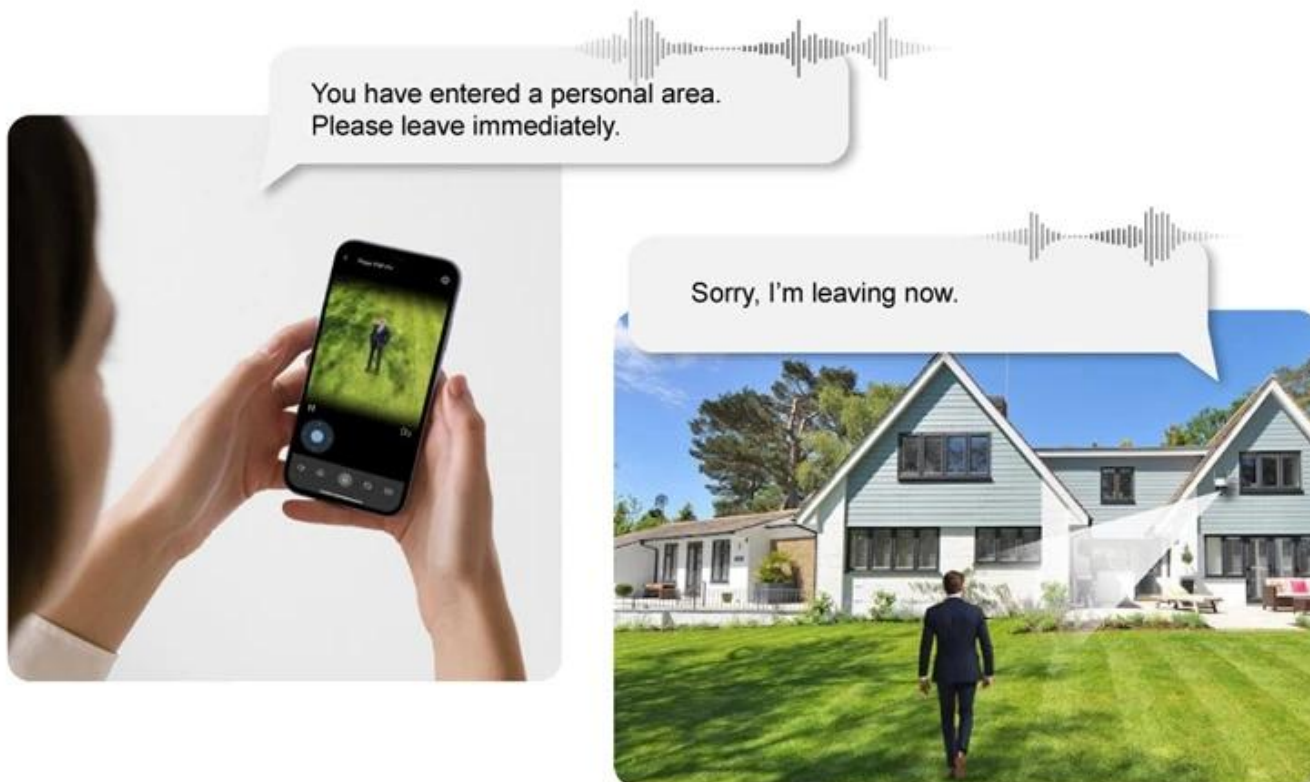 You have entered a personal area.
Please leave immediately.
Sorry, I'm leaving now.